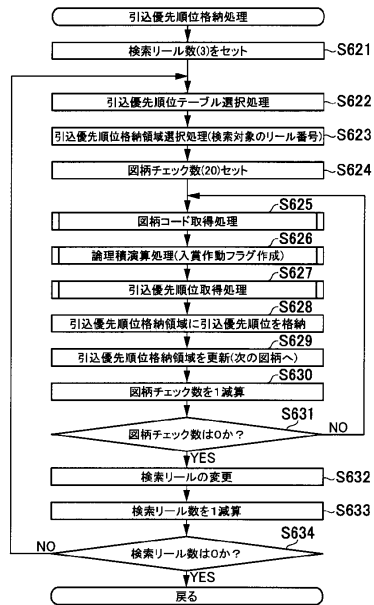 引込優先順位格納処理
検索リール数(3)をセット
S621
引込優先順位テーブル選択処理
S622
引込優先順位格納領域選択処理(検索対象のリール番号)
S623
図柄チェック数(20)セット
S624
S625
図柄コード取得処理
S626
論理積演算処理(入賞作動フラグ作成)
S627
引込優先順位取得処理
S628
引込優先順位格納領域に引込優先順位を格納
S629
引込優先順位格納領域を更新(次の図柄へ)
S630
図柄チェック数を1減算
S631
図柄チェック数は0か？
NO
YES
検索リールの変更
S632
検索リール数を1減算
S633
S634
NO
検索リール数は0か？
YES
戻る